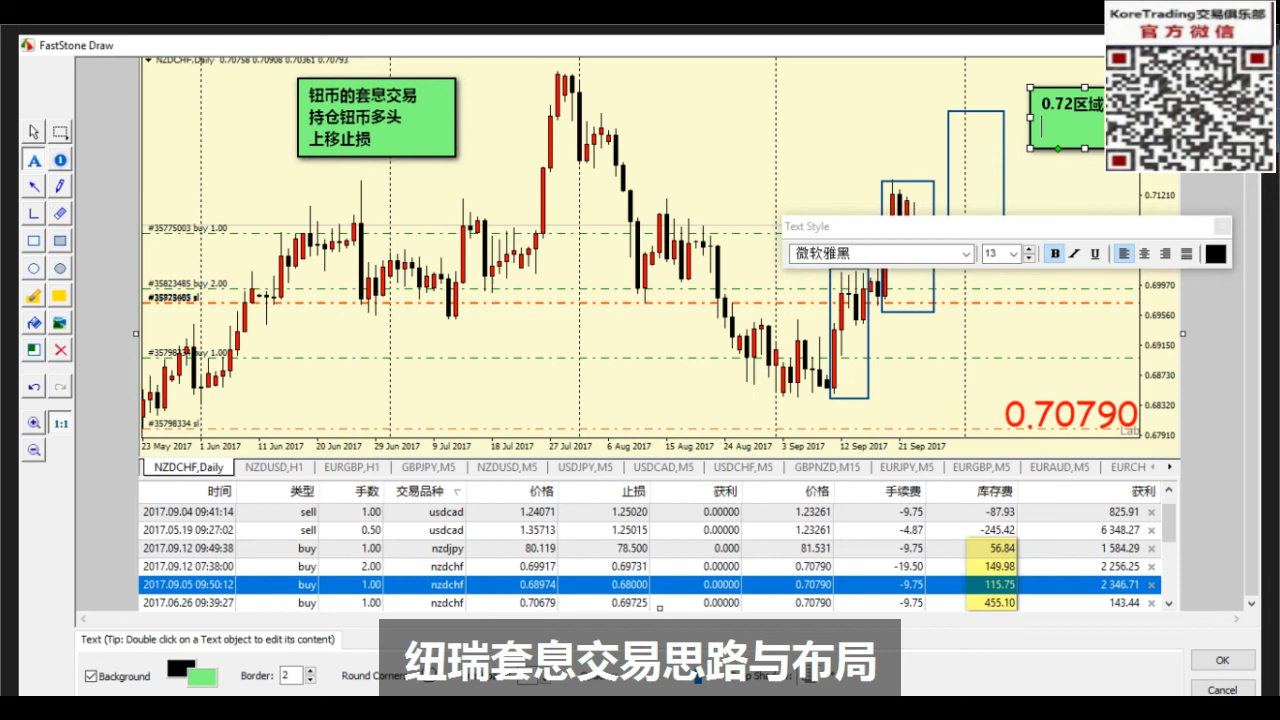 KoreTrading交易俱乐部
官方微信
FastStone Draw
NZDCHF,Daily 0.70758 0.70908 0.70361 0.70793
钮币的套息交易
持仓钮币多头
上移止损
0.72区域
0.71210
#35775003 buy 1.00
Text Style
微软雅黑
13
B I U
#35823485 buy 2.00
0.69970
0.69560
#35798334 buy 1.00
0.69150
0.68730
0.68320
0.70790
Lab
#35798334 sl
0.67910
23 May 2017 1 Jun 2017 11 Jun 2017 20 Jun 2017 29 Jun 2017 9 Jul 2017 18 Jul 2017 27 Jul 2017 6 Aug 2017 15 Aug 2017 24 Aug 2017 3 Sep 2017 12 Sep 2017 21 Sep 2017
NZDCHF,Daily NZDUSD,H1 EURGBP,H1 GBPJPY,M5 NZDUSD,M5 USDJPY,M5 USDCAD,M5 USDCHF,M5 GBPNZD,M15 EURJPY,M5 EURGBP,M5 EURAUD,M5 EURCH
时间 类型 手数 交易品种 价格 止损 获利 价格 手续费 库存费 获利
2017.09.04 09:41:14 sell 1.00 usdcad 1.24071 1.25020 0.00000 1.23261 -9.75 -87.93 825.91
2017.05.19 09:27:02 sell 0.50 usdcad 1.35713 1.25015 0.00000 1.23261 -4.87 -245.42 6 348.27
2017.09.12 09:49:38 buy 1.00 nzdjpy 80.119 78.500 0.000 81.531 -9.75 56.84 1 584.29
2017.09.12 07:38:00 buy 2.00 nzdchf 0.69917 0.69731 0.00000 0.70790 -19.50 149.98 2 256.25
2017.09.05 09:50:12 buy 1.00 nzdchf 0.68974 0.68000 0.00000 0.70790 -9.75 115.75 2 346.71
2017.06.26 09:39:27 buy 1.00 nzdchf 0.70679 0.69725 0.00000 0.70790 -9.75 455.10 143.44
Text (Tip: Double click on a Text object to edit its content)
Background Border: 2 Round Corner
OK
Cancel
纽瑞套息交易思路与布局